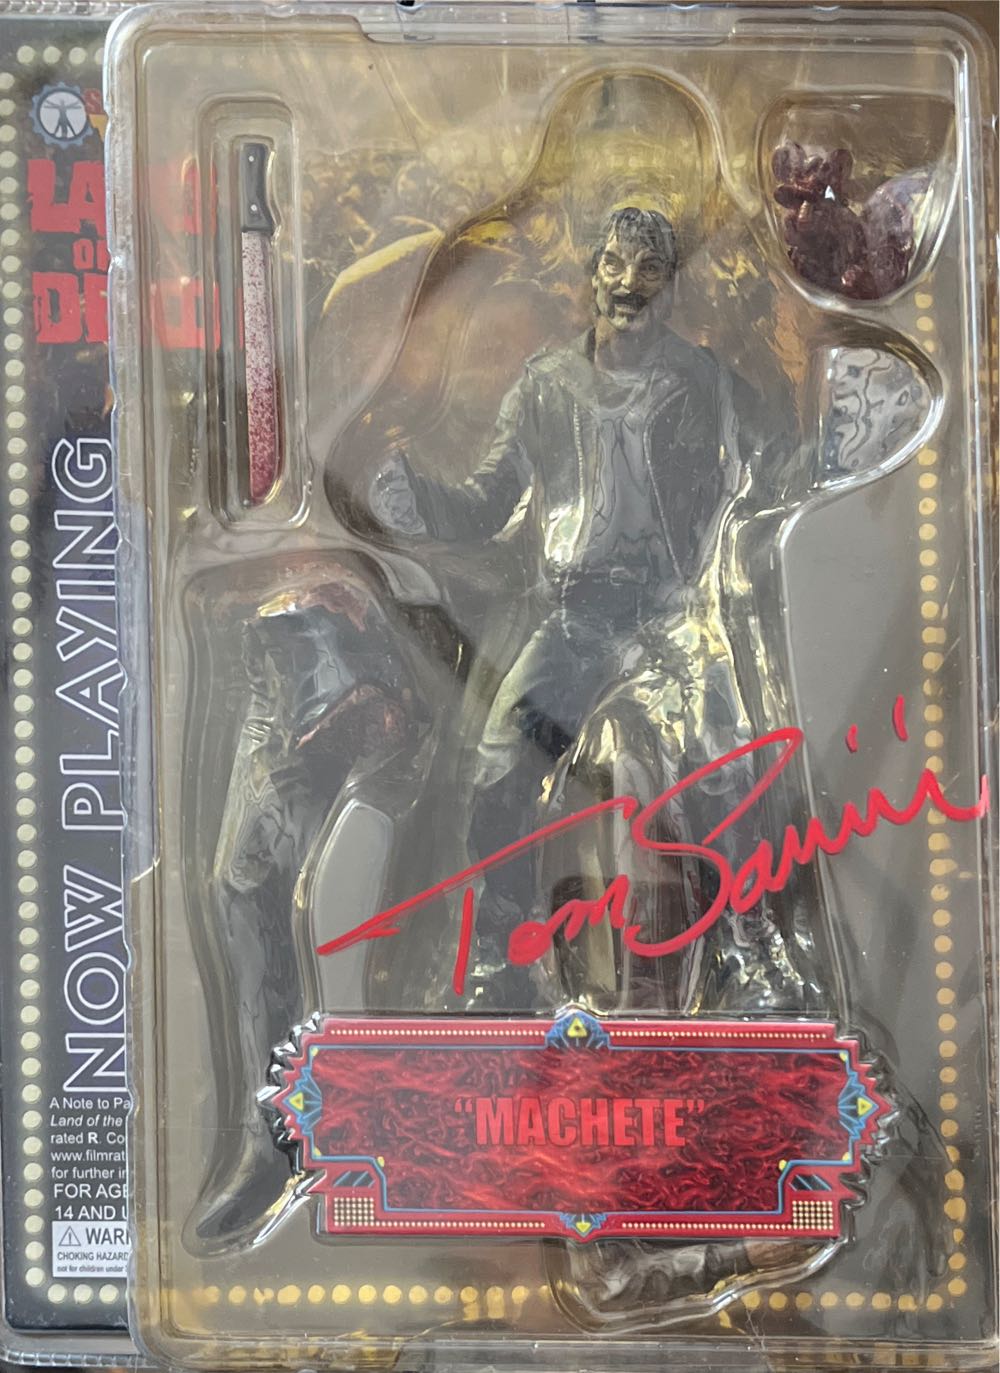 LAND
OF
DEAD
NOW PLAYING
Tom Savini
"MACHETE"
A Note to Pa
Land of the
rated R. Co
www.filmrat
for further in
FOR AGE
14 AND U
WARN
CHOKING HAZARD
not for children under